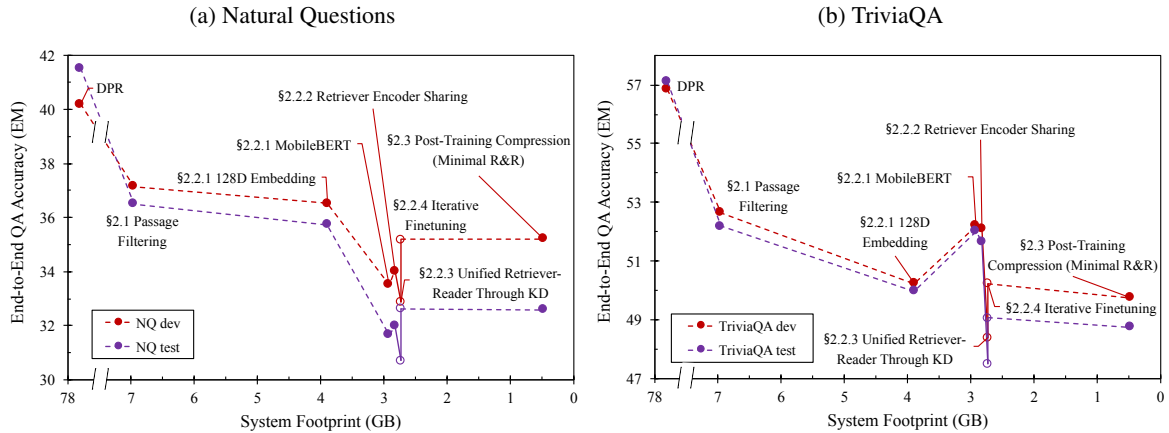 (a) Natural Questions
End-to-End QA Accuracy (EM)
42
40
38
36
34
32
30
DPR
§2.2.2 Retriever Encoder Sharing
§2.2.1 MobileBERT
§2.3 Post-Training Compression
(Minimal R&R)
§2.2.1 128D Embedding
§2.2.4 Iterative
Finetuning
§2.1 Passage
Filtering
§2.2.3 Unified Retriever-
Reader Through KD
NQ dev
NQ test
78 7 6 5 4 3 2 1 0
System Footprint (GB)
(b) TriviaQA
End-to-End QA Accuracy (EM)
57
55
53
51
49
47
DPR
§2.2.2 Retriever Encoder Sharing
§2.1 Passage
Filtering
§2.2.1 MobileBERT
§2.2.1 128D
Embedding
§2.3 Post-Training
Compression (Minimal R&R)
§2.2.4 Iterative Finetuning
§2.2.3 Unified Retriever-
Reader Through KD
TriviaQA dev
TriviaQA test
78 7 6 5 4 3 2 1 0
System Footprint (GB)